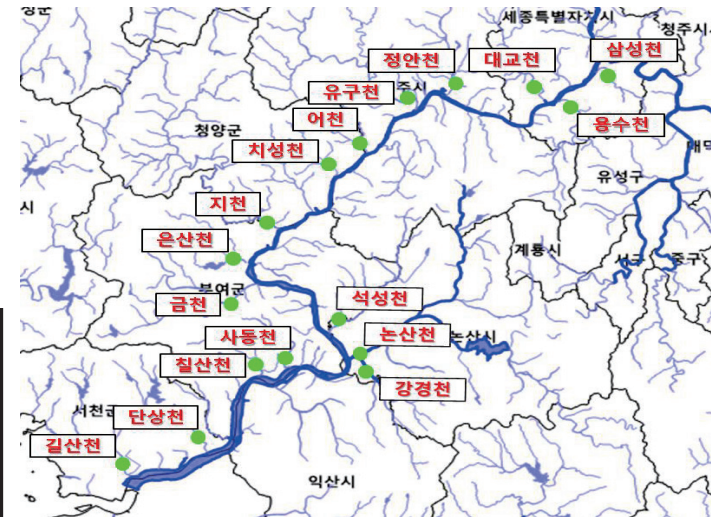 세종특별자치시
청주시
삼성천
대교천
정안천
유구천
주시
용수천
어천
청양군
치성천
유성구
지천
은산천
계룡시
서구
중구
부여군
금천
석성천
사동천
논산천
논산시
칠산천
강경천
서천군
단상천
길산천
익산시